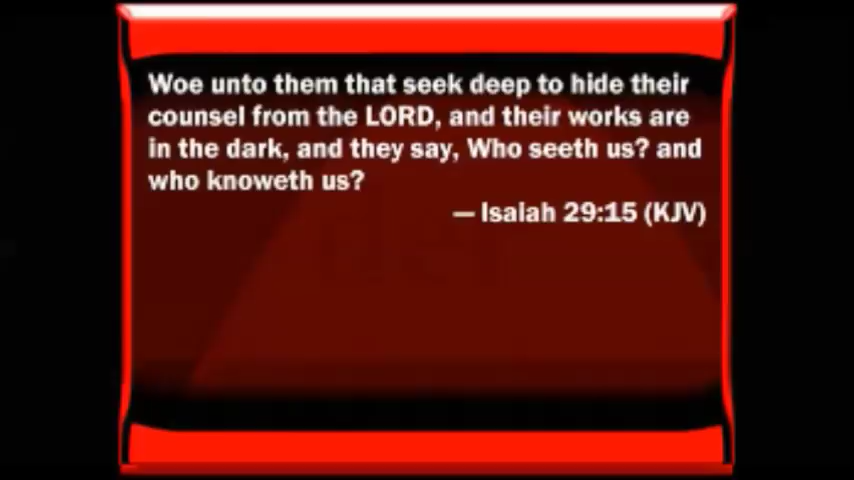 Woe unto them that seek deep to hide their
counsel from the LORD, and their works are
in the dark, and they say, Who seeth us? and
who knoweth us?
— Isaiah 29:15 (KJV)